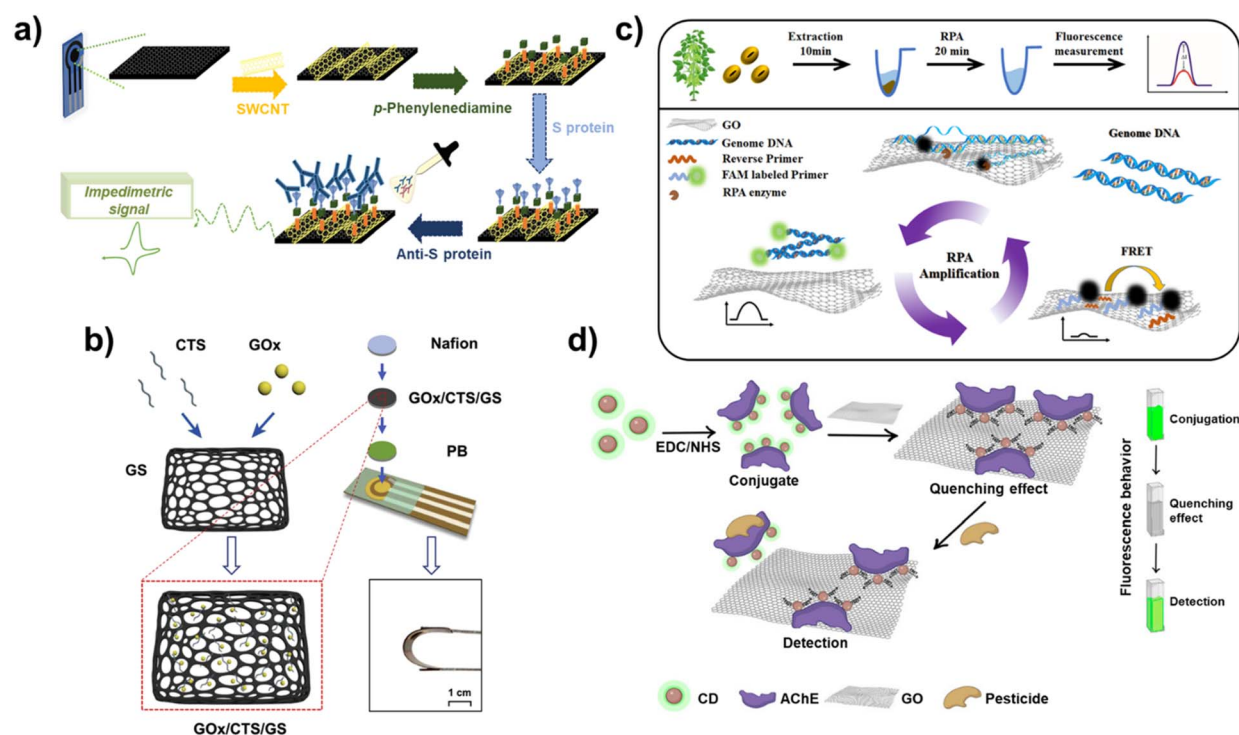 a)
SWCNT
p-Phenylenediamine
S protein
Anti-S protein
Impedimetric
signal
b)
CTS
GOx
GS
GOx/CTS/GS
Nafion
GOx/CTS/GS
PB
1 cm
c)
Extraction
10min
RPA
20 min
Fluorescence
measurement
GO
Genome DNA
Reverse Primer
FAM labeled Primer
RPA enzyme
Genome DNA
RPA
Amplification
FRET
d)
EDC/NHS
Conjugate
Quenching effect
Detection
Fluorescence behavior
Conjugation
Quenching
effect
Detection
CD
AChE
GO
Pesticide